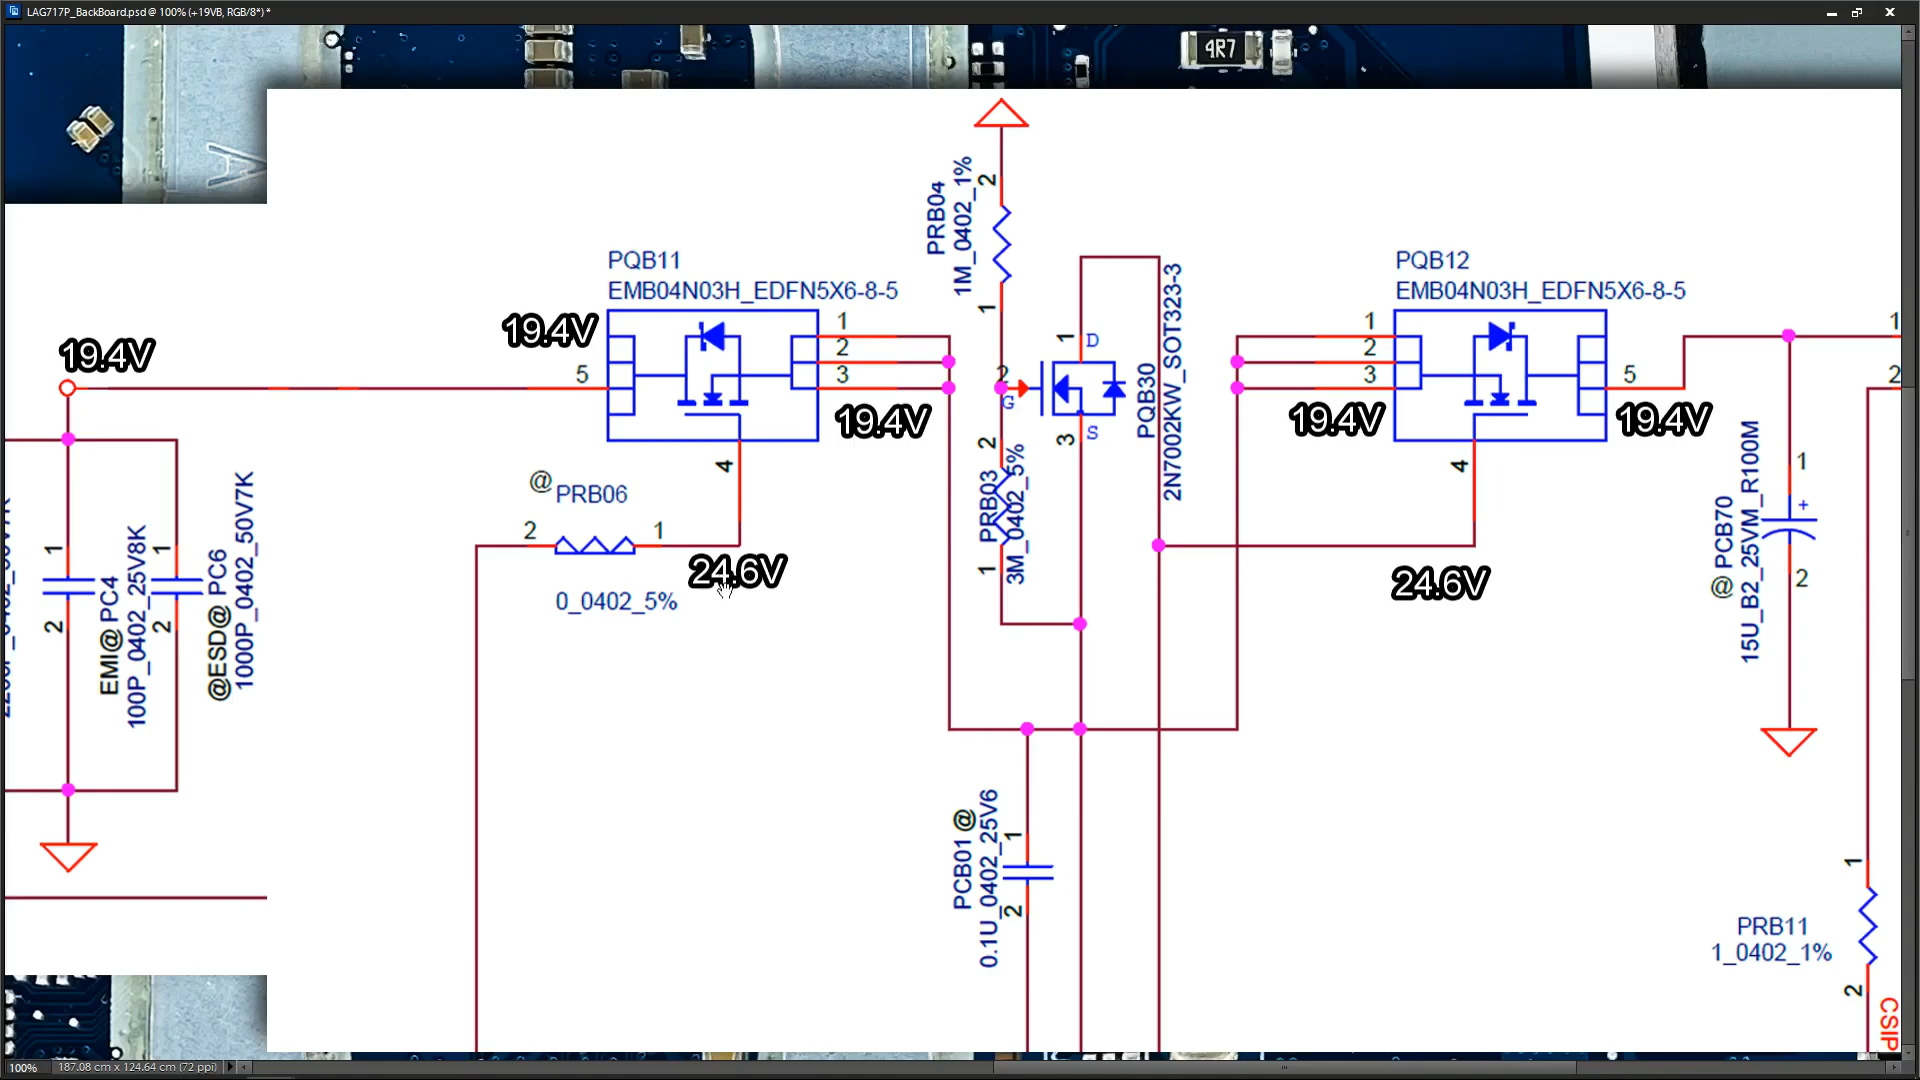 LAG717P_BackBoard.psd @ 100% (+19VB, RGB/8*) *
4R7
A
PRB04
1M_0402_1%
2
1
PQB11
EMB04N03H_EDFN5X6-8-5
PQB12
EMB04N03H_EDFN5X6-8-5
19.4V
19.4V
5
1
2
3
19.4V
4
@
PRB06
2
1
24.6V
0_0402_5%
2
G
1
D
3
S
PQB30
2N7002KW_SOT323-3
2
PRB03
3M_0402_5%
1
1
2
3
19.4V
5
19.4V
4
24.6V
1
2
1
+
2
@ PCB70
15U_B2_25VM_R100M
1
2
EMI@ PC4
100P_0402_25V8K
1
2
@ESD@ PC6
1000P_0402_50V7K
PCB01 @
0.1U_0402_25V6
1
2
PRB11
1_0402_1%
1
2
CSIP
100%
187.08 cm x 124.64 cm (72 ppi)